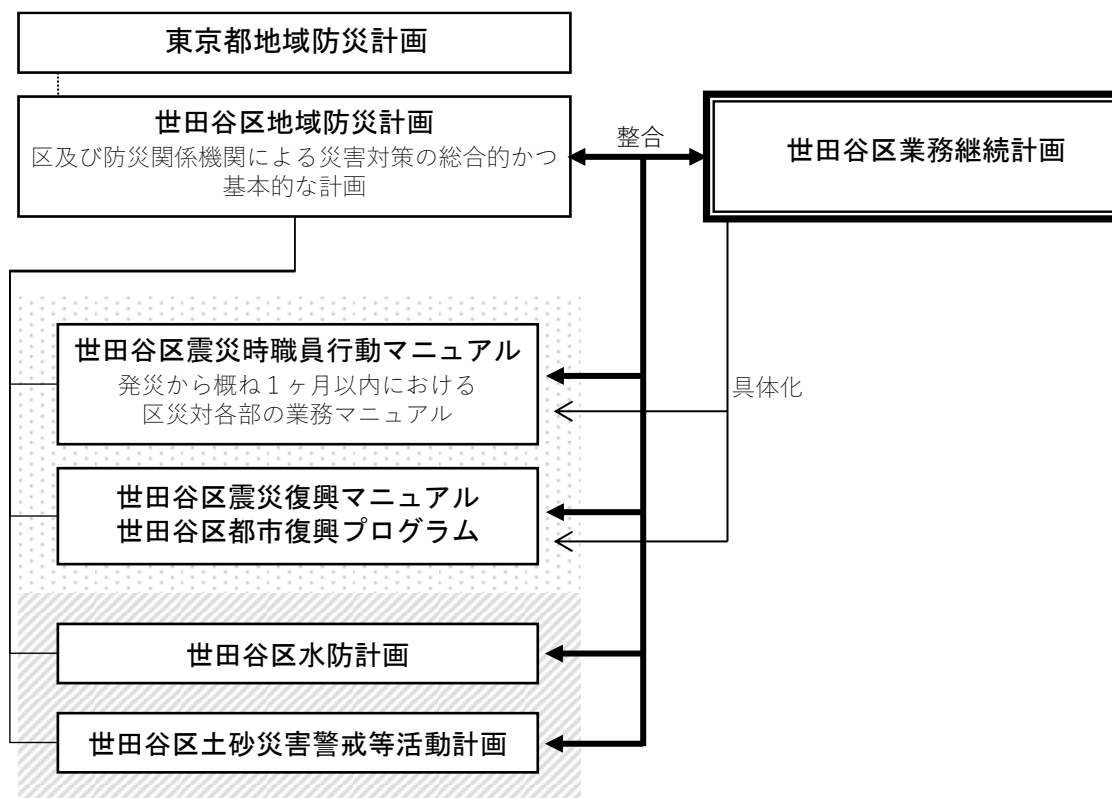 東京都地域防災計画
世田谷区地域防災計画
区及び防災関係機関による災害対策の総合的かつ
基本的な計画
整合
世田谷区業務継続計画
世田谷区震災時職員行動マニュアル
発災から概ね１ヶ月以内における
区災対各部の業務マニュアル
具体化
世田谷区震災復興マニュアル
世田谷区都市復興プログラム
世田谷区水防計画
世田谷区土砂災害警戒等活動計画